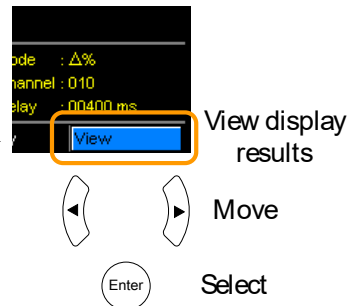 ode : Δ%
hannel : 010
elay : 00400 ms
y View
View display
results
Move
Enter Select